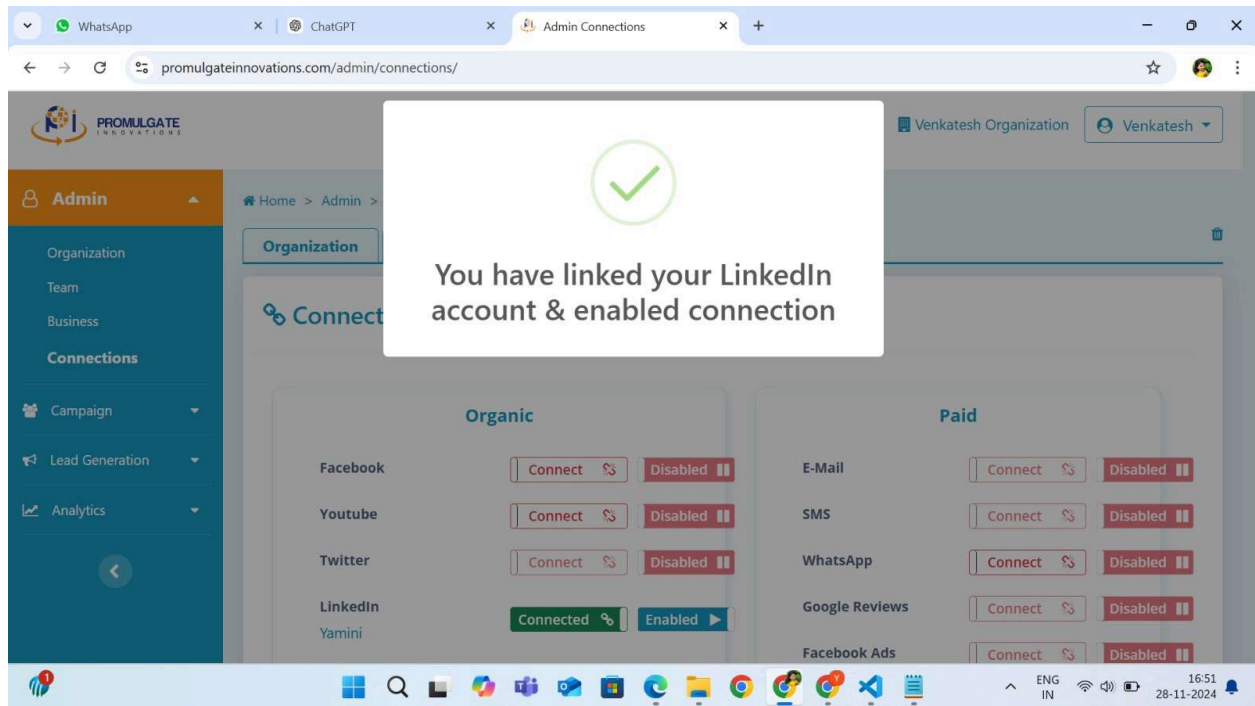 WhatsApp
ChatGPT
Admin Connections
promulgateinnovations.com/admin/connections/
PROMULGATE
INNOVATIONS
Venkatesh Organization
Venkatesh
Admin
Home > Admin >
Organization
Organization
Team
You have linked your LinkedIn
account & enabled connection
Business
Connect
Connections
Campaign
Organic
Paid
Lead Generation
Facebook Connect Disabled
E-Mail Connect Disabled
Analytics
Youtube Connect Disabled
SMS Connect Disabled
Twitter Connect Disabled
WhatsApp Connect Disabled
LinkedIn Connected Enabled
Yamini
Google Reviews Connect Disabled
Facebook Ads Connect Disabled
1
ENG
IN
16:51
28-11-2024